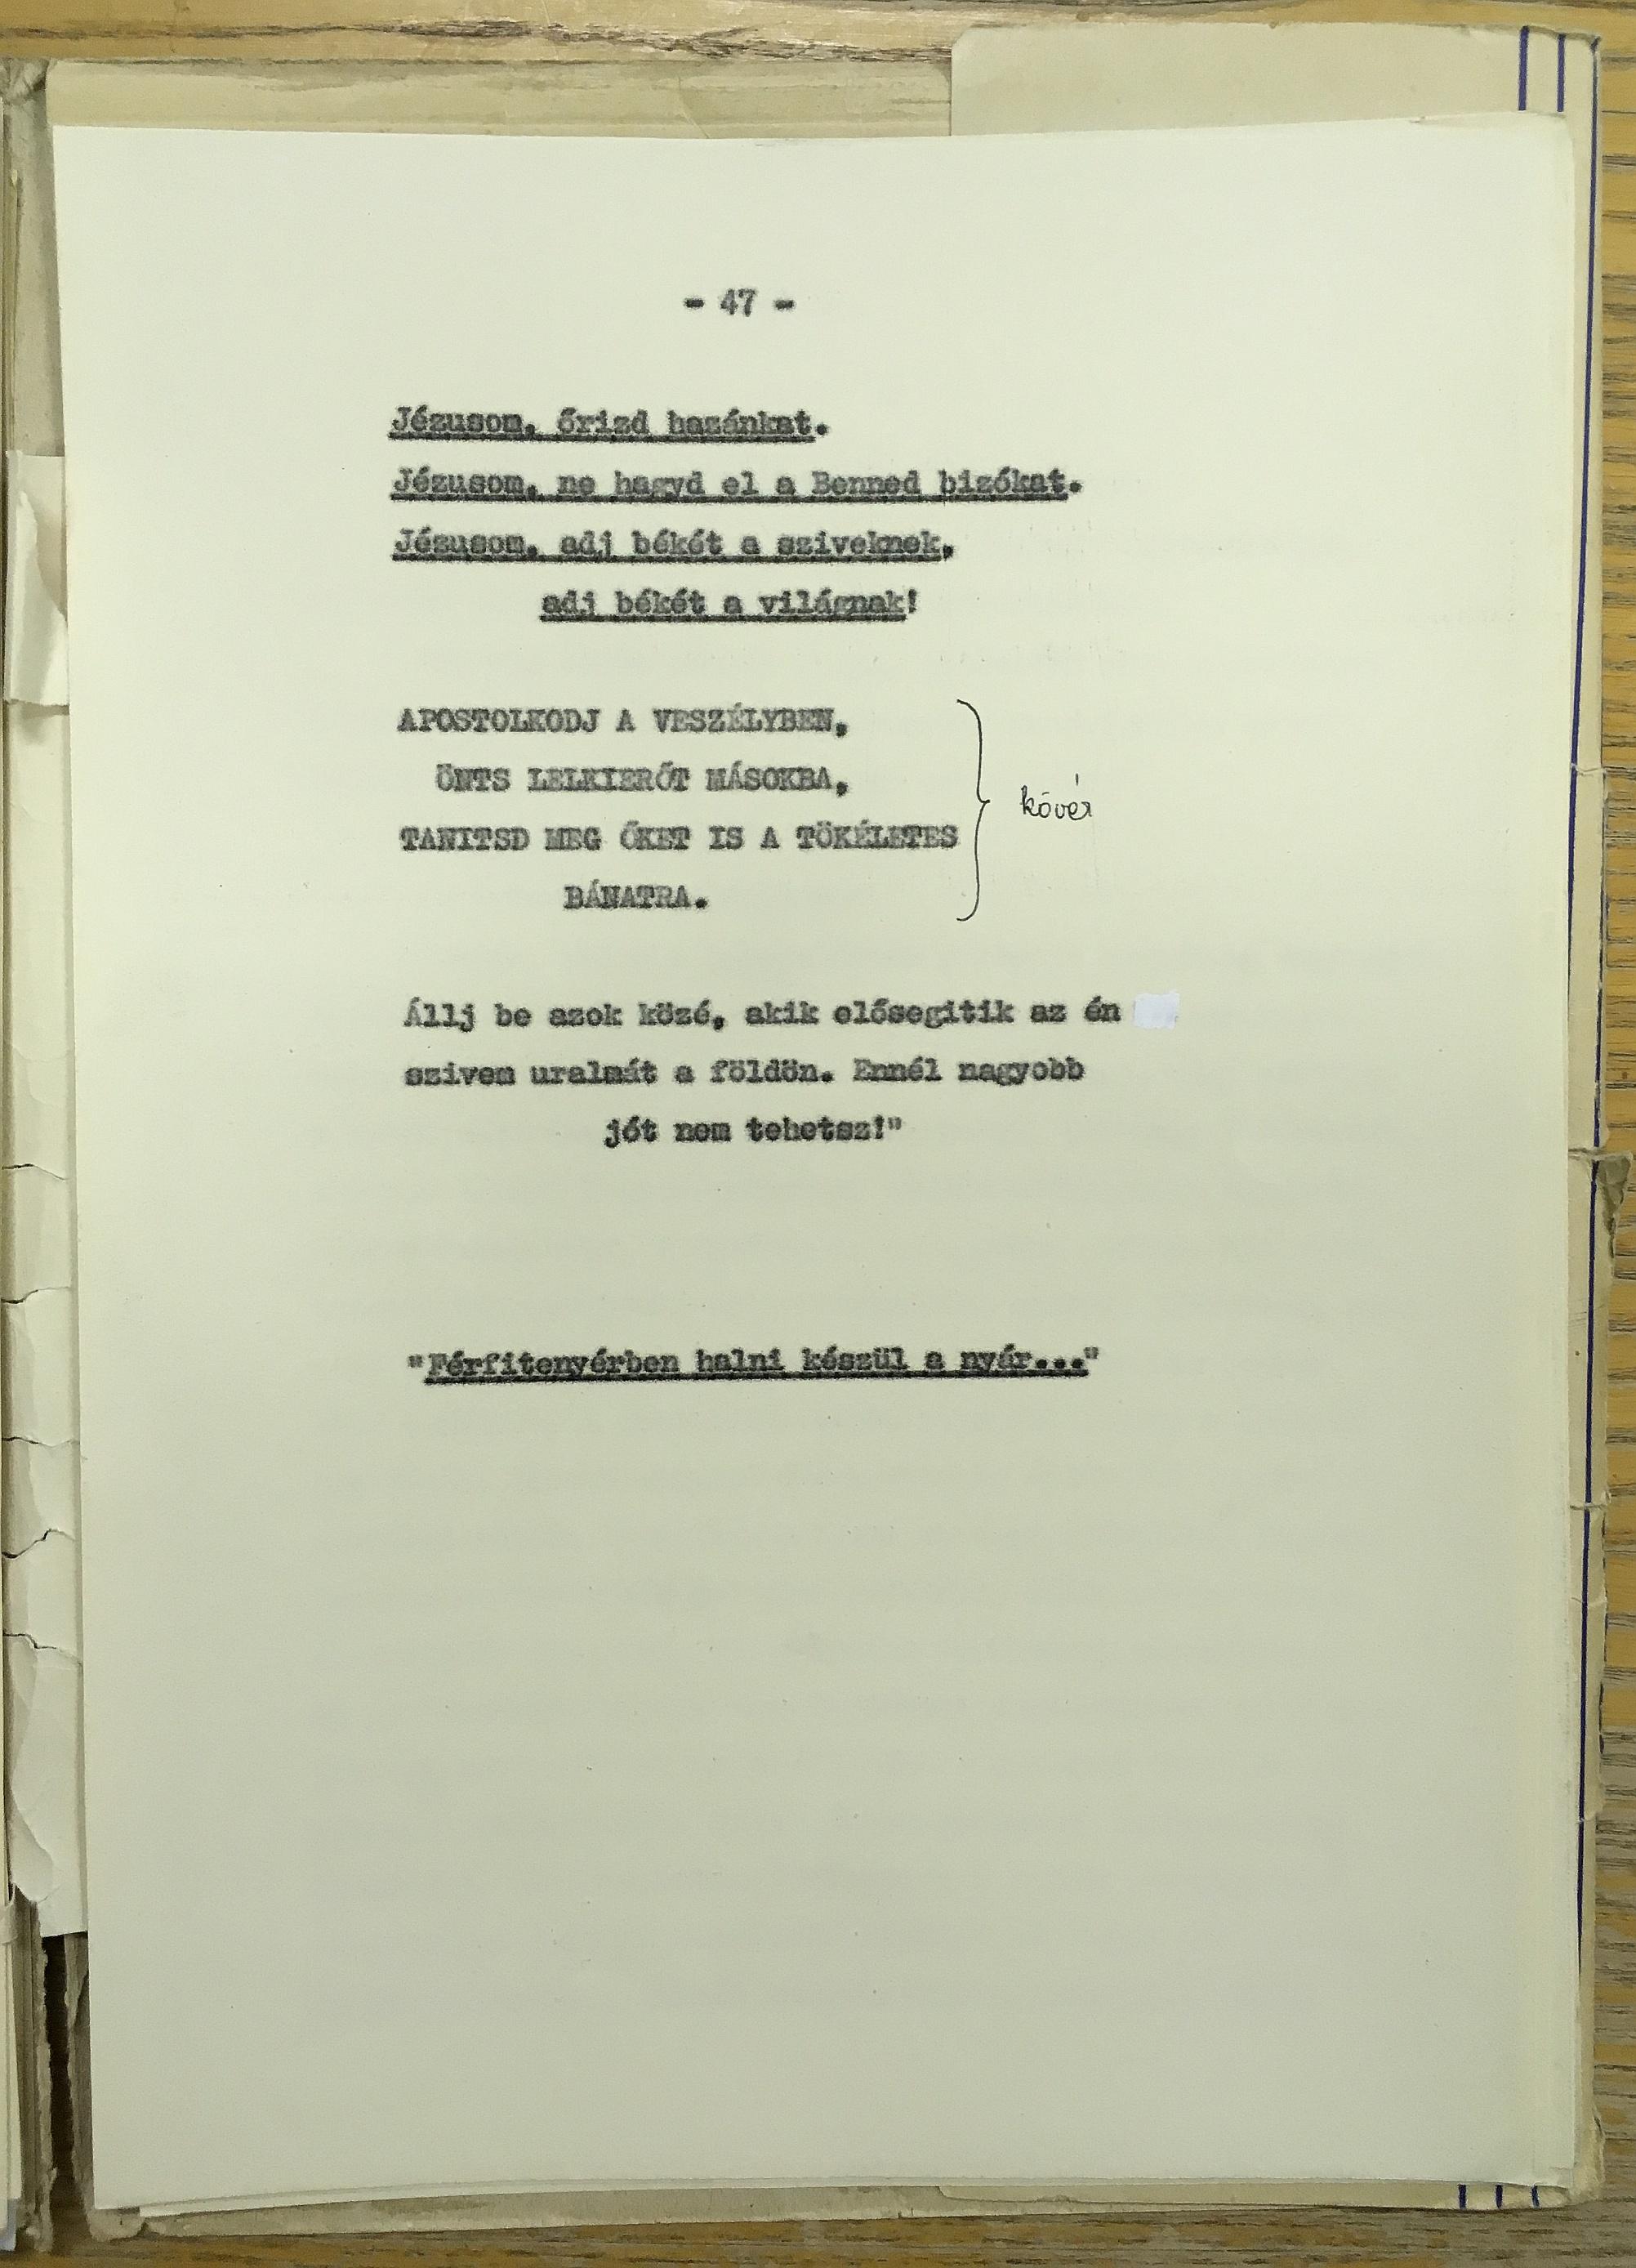 - 47 -
Jézusom, őrizd hazánkat.
Jézusom, ne hagyd el a Benned bizókat.
Jézusom, adj békét a sziveknek,
adj békét a világnak!
APOSTOLKODJ A VESZÉLYBEN,
ÖNTS LELKIERŐT MÁSOKBA,
TANITSD MEG ŐKET IS A TÖKÉLETES
BÁNATRA.
kövér
Állj be azok közé, akik elősegitik az én
szivem uralmát a földön. Ennél nagyobb
jót nem tehetsz!"
"Férfitenyérben halni készül a nyár..."